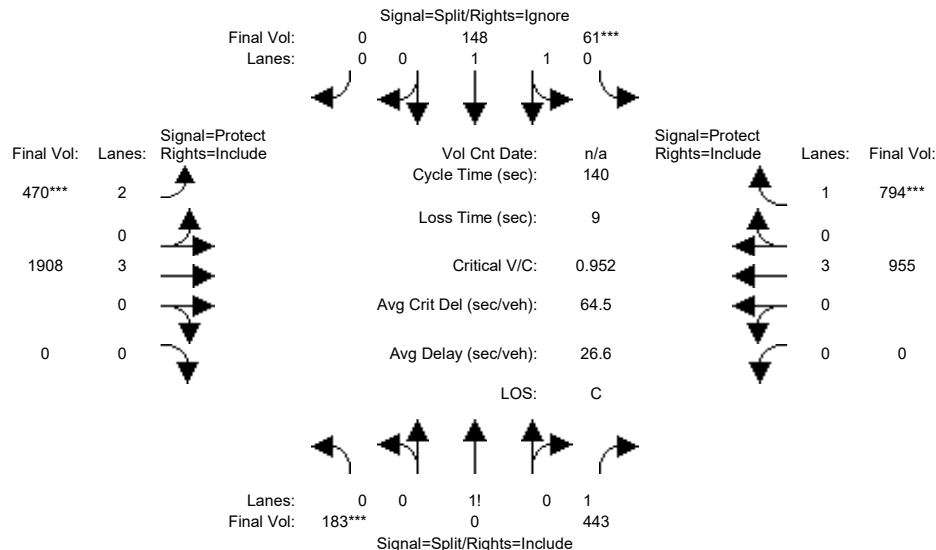 Signal=Split/Rights=Ignore
Final Vol: 0 148 61***
Lanes: 0 0 1 1 0
Signal=Protect
Final Vol: Lanes: Rights=Include
Vol Cnt Date: n/a
Signal=Protect
Rights=Include Lanes: Final Vol:
Cycle Time (sec): 140
470*** 2
1 794***
Loss Time (sec): 9
0
0
1908 3
Critical V/C: 0.952
3 955
0
Avg Crit Del (sec/veh): 64.5
0
0 0
Avg Delay (sec/veh): 26.6
0 0
LOS: C
Lanes: 0 0 1! 0 1
Final Vol: 183*** 0 443
Signal=Split/Rights=Include